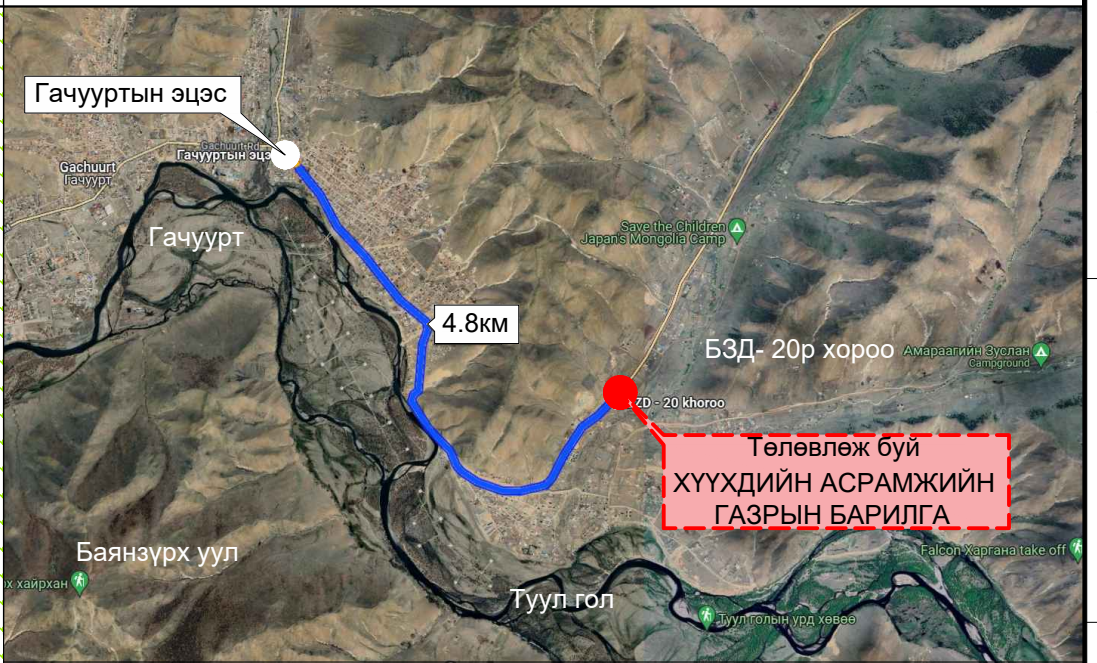 Гачууртын эцэс
Gachuurt Rd
Гачууртын эцэ
Gachuurt
Гачуурт
Гачуурт
Save the Children
Japan's Mongolia Camp
4.8км
БЗД- 20р хороо
Амараагийн Зуслан
Campground
ZD - 20 khoroo
Төлөвлөж буй
ХҮҮХДИЙН АСРАМЖИЙН
ГАЗРЫН БАРИЛГА
Баянзүрх уул
Falcon Харгана take off
х хайрхан
Туул гол
Туул голын урд хөвөө